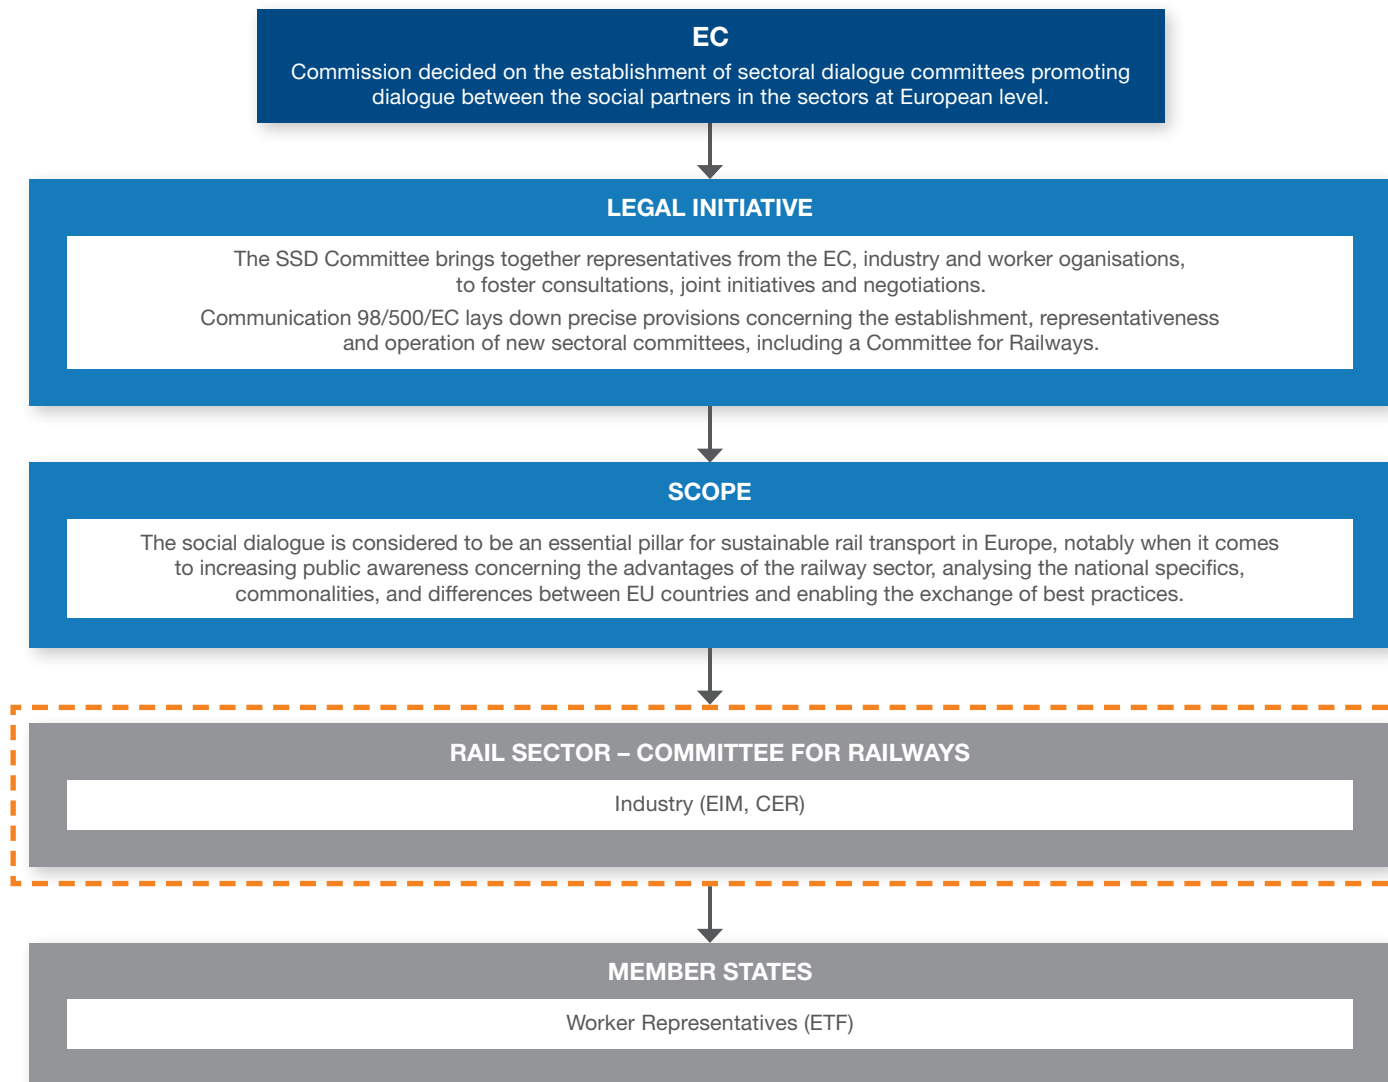 EC
Commission decided on the establishment of sectoral dialogue committees promoting
dialogue between the social partners in the sectors at European level.
LEGAL INITIATIVE
The SSD Committee brings together representatives from the EC, industry and worker oganisations,
to foster consultations, joint initiatives and negotiations.
Communication 98/500/EC lays down precise provisions concerning the establishment, representativeness
and operation of new sectoral committees, including a Committee for Railways.
SCOPE
The social dialogue is considered to be an essential pillar for sustainable rail transport in Europe, notably when it comes
to increasing public awareness concerning the advantages of the railway sector, analysing the national specifics,
commonalities, and differences between EU countries and enabling the exchange of best practices.
RAIL SECTOR – COMMITTEE FOR RAILWAYS
Industry (EIM, CER)
MEMBER STATES
Worker Representatives (ETF)